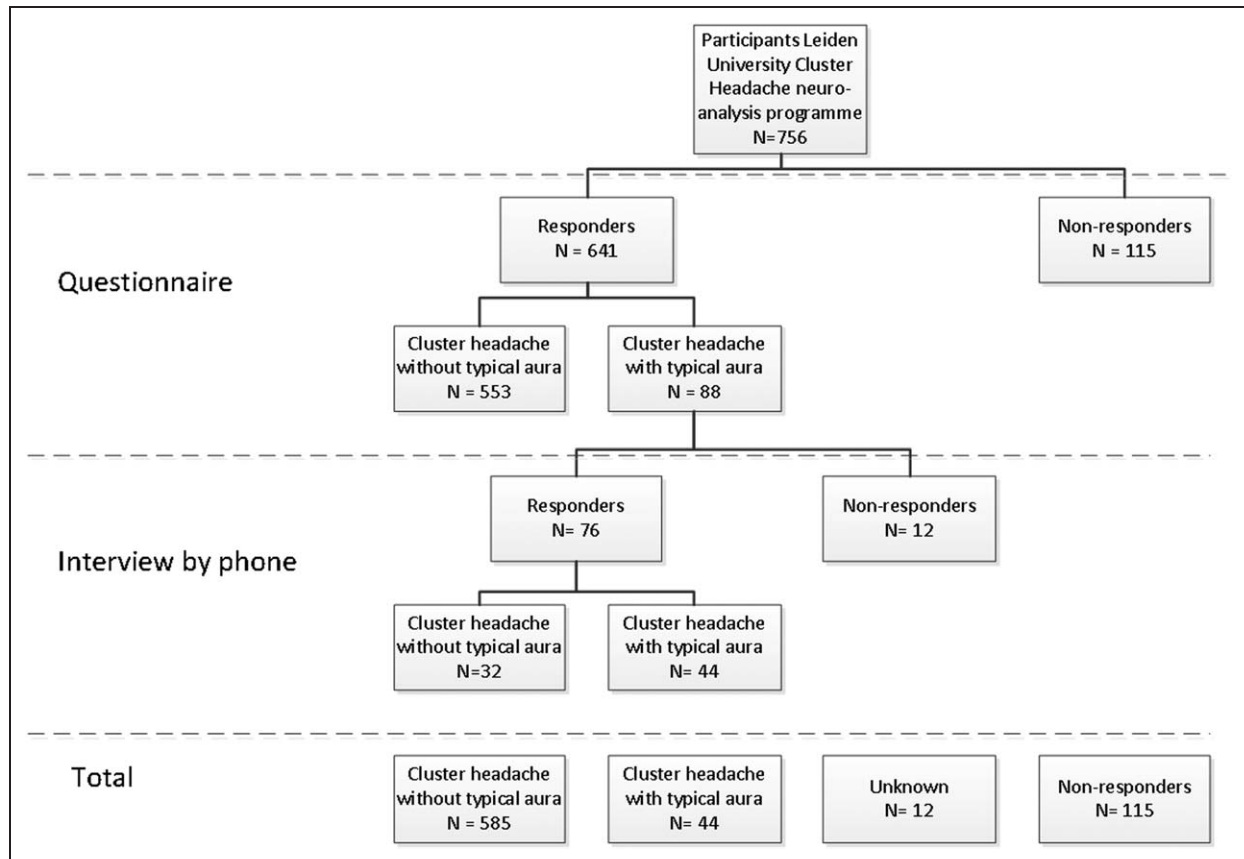 Participants Leiden
University Cluster
Headache neuro-
analysis programme
N=756
Questionnaire
Responders
N = 641
Non-responders
N = 115
Cluster headache
without typical aura
N = 553
Cluster headache
with typical aura
N = 88
Interview by phone
Responders
N= 76
Non-responders
N= 12
Cluster headache
without typical aura
N=32
Cluster headache
with typical aura
N= 44
Total
Cluster headache
without typical aura
N = 585
Cluster headache
with typical aura
N= 44
Unknown
N= 12
Non-responders
N= 115